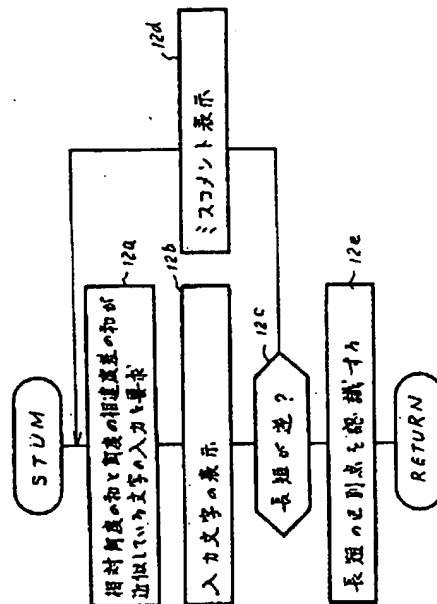 STUM
12a
相対角度の和と角度の相違度差の和が
近似している文字の入力を要求
12b
入力文字の表示
12c
長短が逆?
12d
ミスコメント表示
12e
長短の区別点を認識する
RETURN